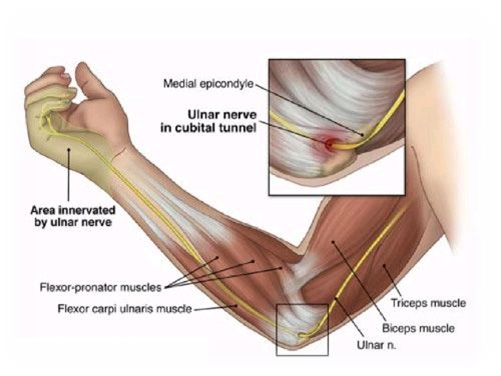 Medial epicondyle
Ulnar nerve
in cubital tunnel
Area innervated
by ulnar nerve
Flexor-pronator muscles
Flexor carpi ulnaris muscle
Triceps muscle
Biceps muscle
Ulnar n.